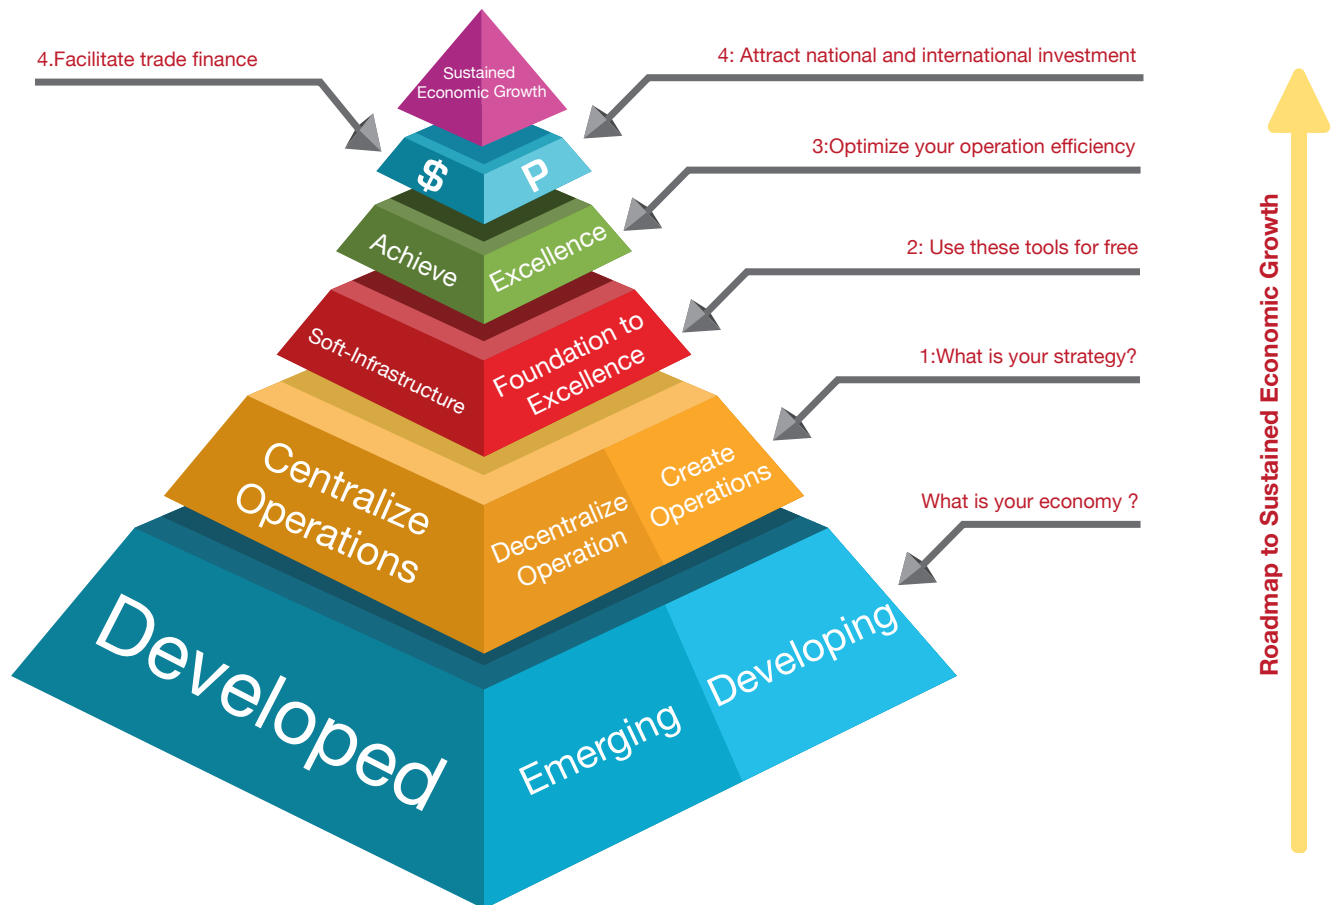 4.Facilitate trade finance
4: Attract national and international investment
Sustained
Economic Growth
$
P
3:Optimize your operation efficiency
Achieve
Excellence
2: Use these tools for free
Soft-Infrastructure
Foundation to
Excellence
1:What is your strategy?
Centralize
Operations
Decentralize
Operation
Create
Operations
What is your economy ?
Developed
Emerging
Developing
Roadmap to Sustained Economic Growth